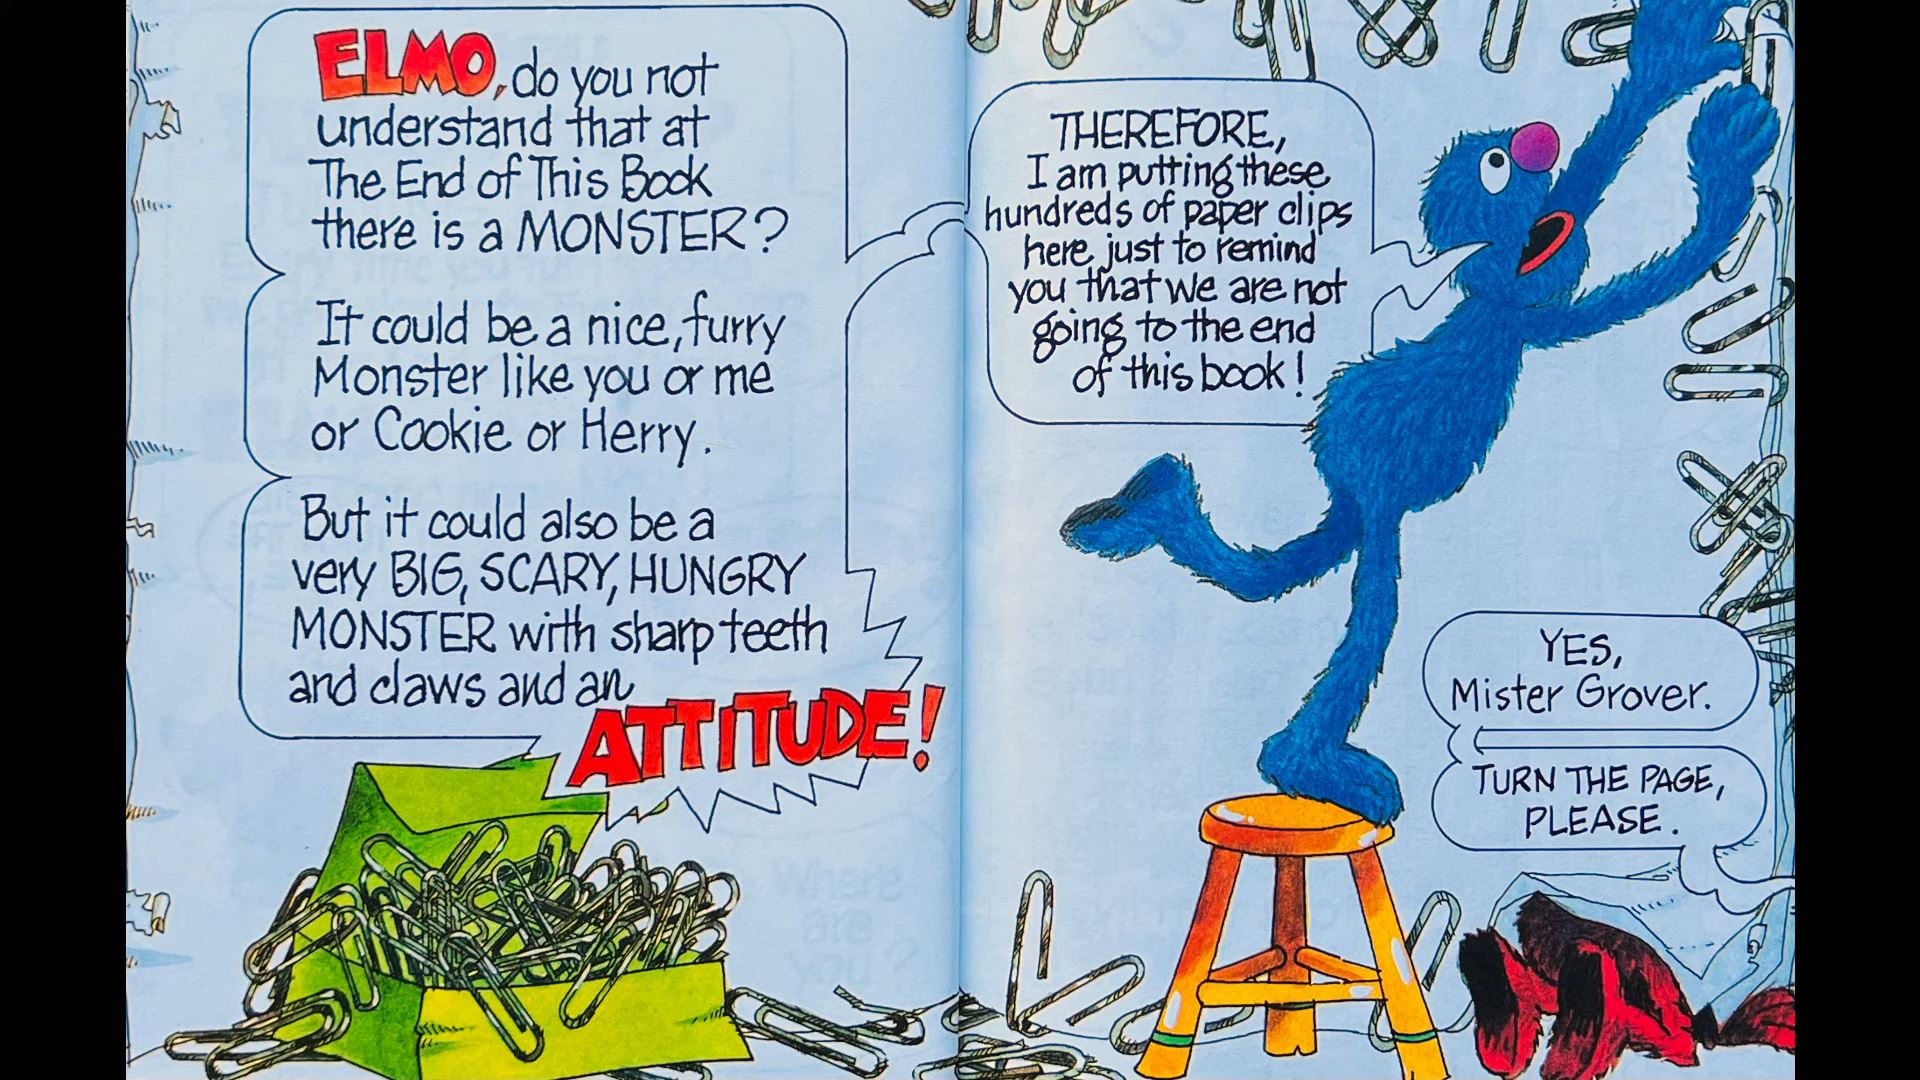 ELMO, do you not
understand that at
The End of This Book
there is a MONSTER?
It could be a nice, furry
Monster like you or me
or Cookie or Herry.
But it could also be a
very BIG, SCARY, HUNGRY
MONSTER with sharp teeth
and claws and an
ATTITUDE!
THEREFORE,
I am putting these
hundreds of paper clips
here just to remind
you that we are not
going to the end
of this book!
YES,
Mister Grover.
TURN THE PAGE,
PLEASE.